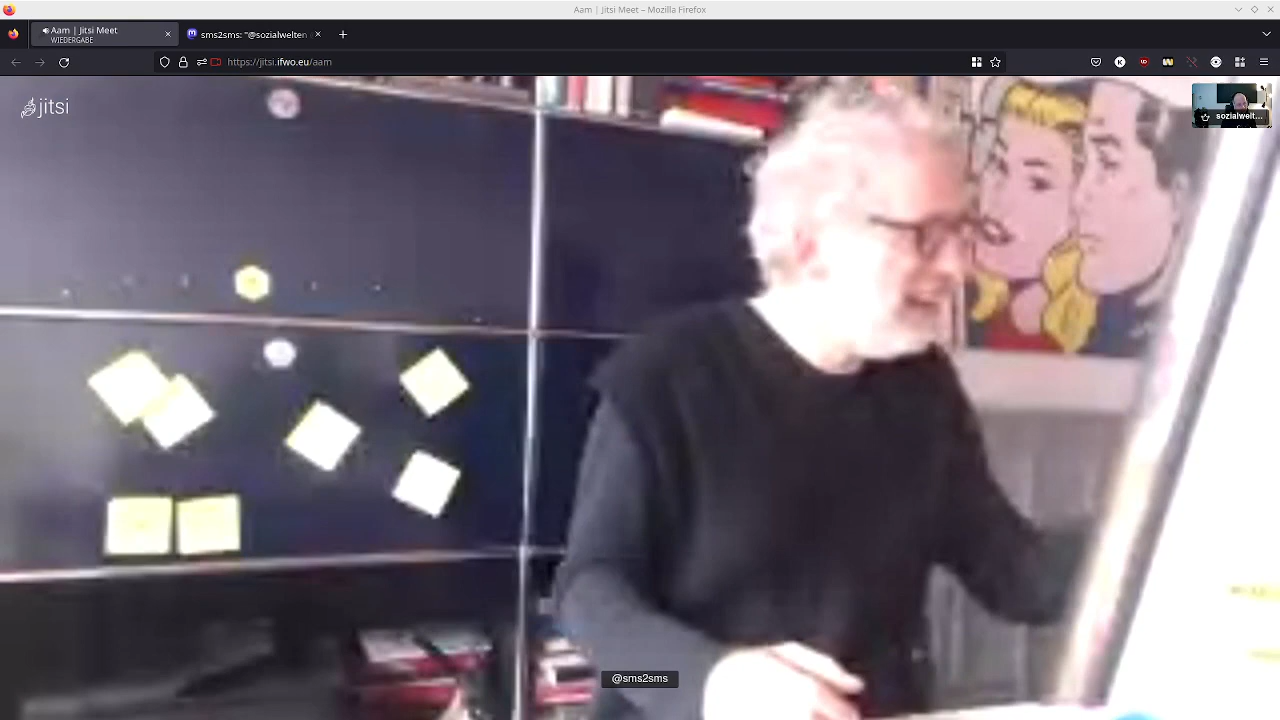 Aam | Jitsi Meet – Mozilla Firefox
Aam | Jitsi Meet
WIEDERGABE
sms2sms: "@sozialwelten
https://jitsi.ifwo.eu/aam
jitsi
sozialwelt...
@sms2sms